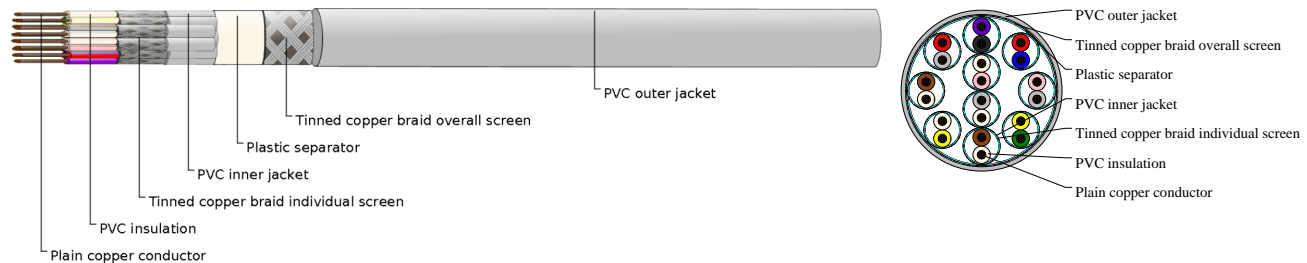 PVC outer jacket
Tinned copper braid overall screen
Plastic separator
PVC inner jacket
Tinned copper braid individual screen
PVC insulation
Plain copper conductor
PVC outer jacket
Tinned copper braid overall screen
Plastic separator
PVC inner jacket
Tinned copper braid individual screen
PVC insulation
Plain copper conductor